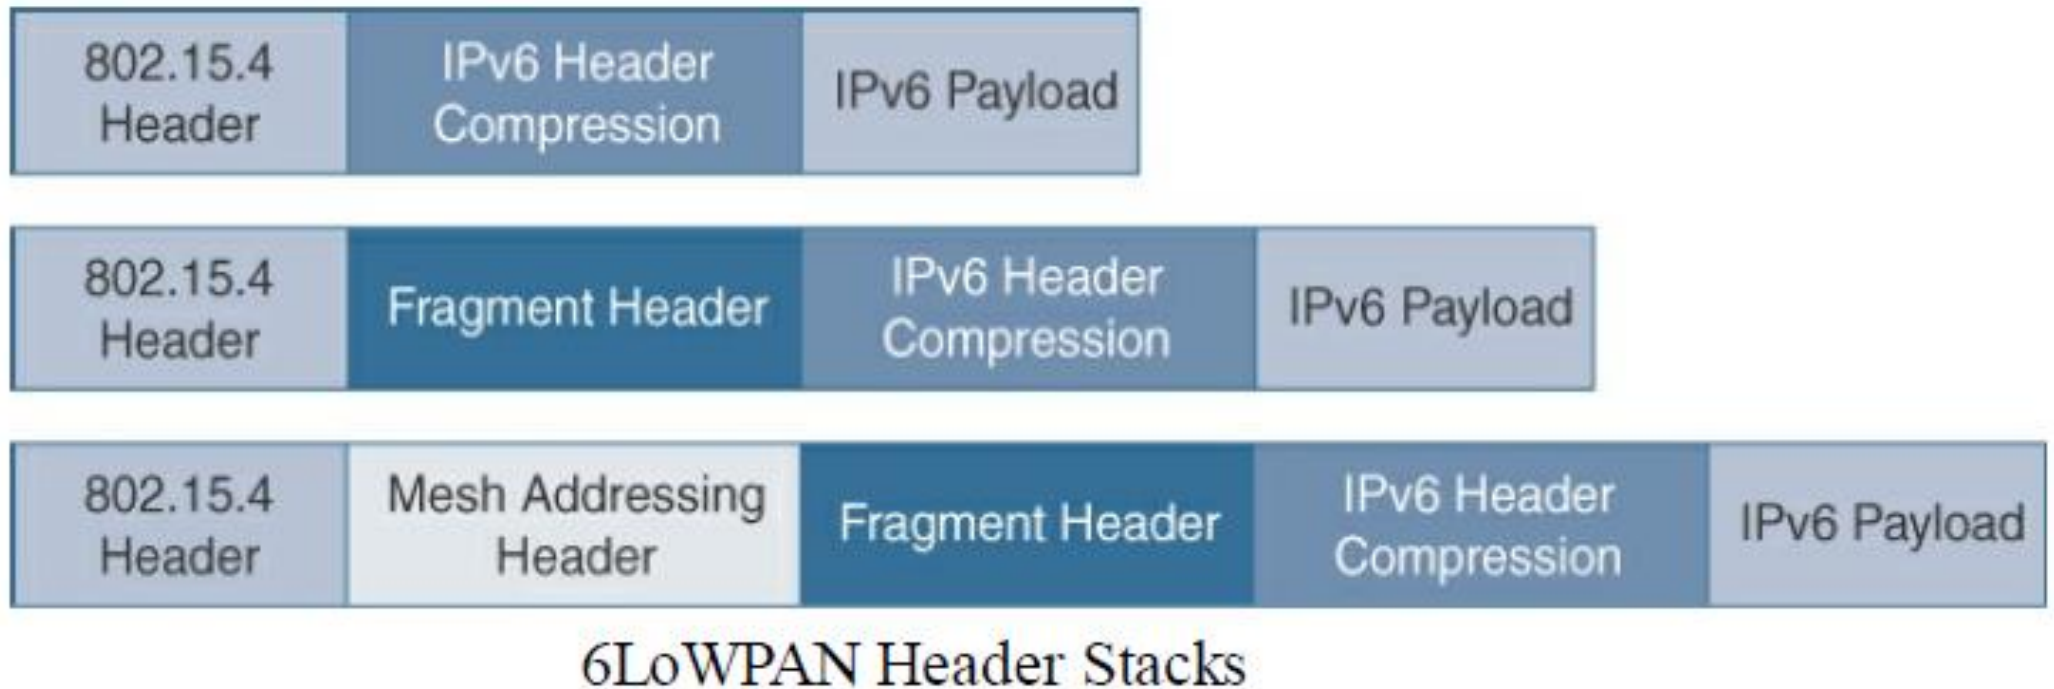 802.15.4
Header
IPv6 Header
Compression
IPv6 Payload
802.15.4
Header
Fragment Header
IPv6 Header
Compression
IPv6 Payload
802.15.4
Header
Mesh Addressing
Header
Fragment Header
IPv6 Header
Compression
IPv6 Payload
6LoWPAN Header Stacks